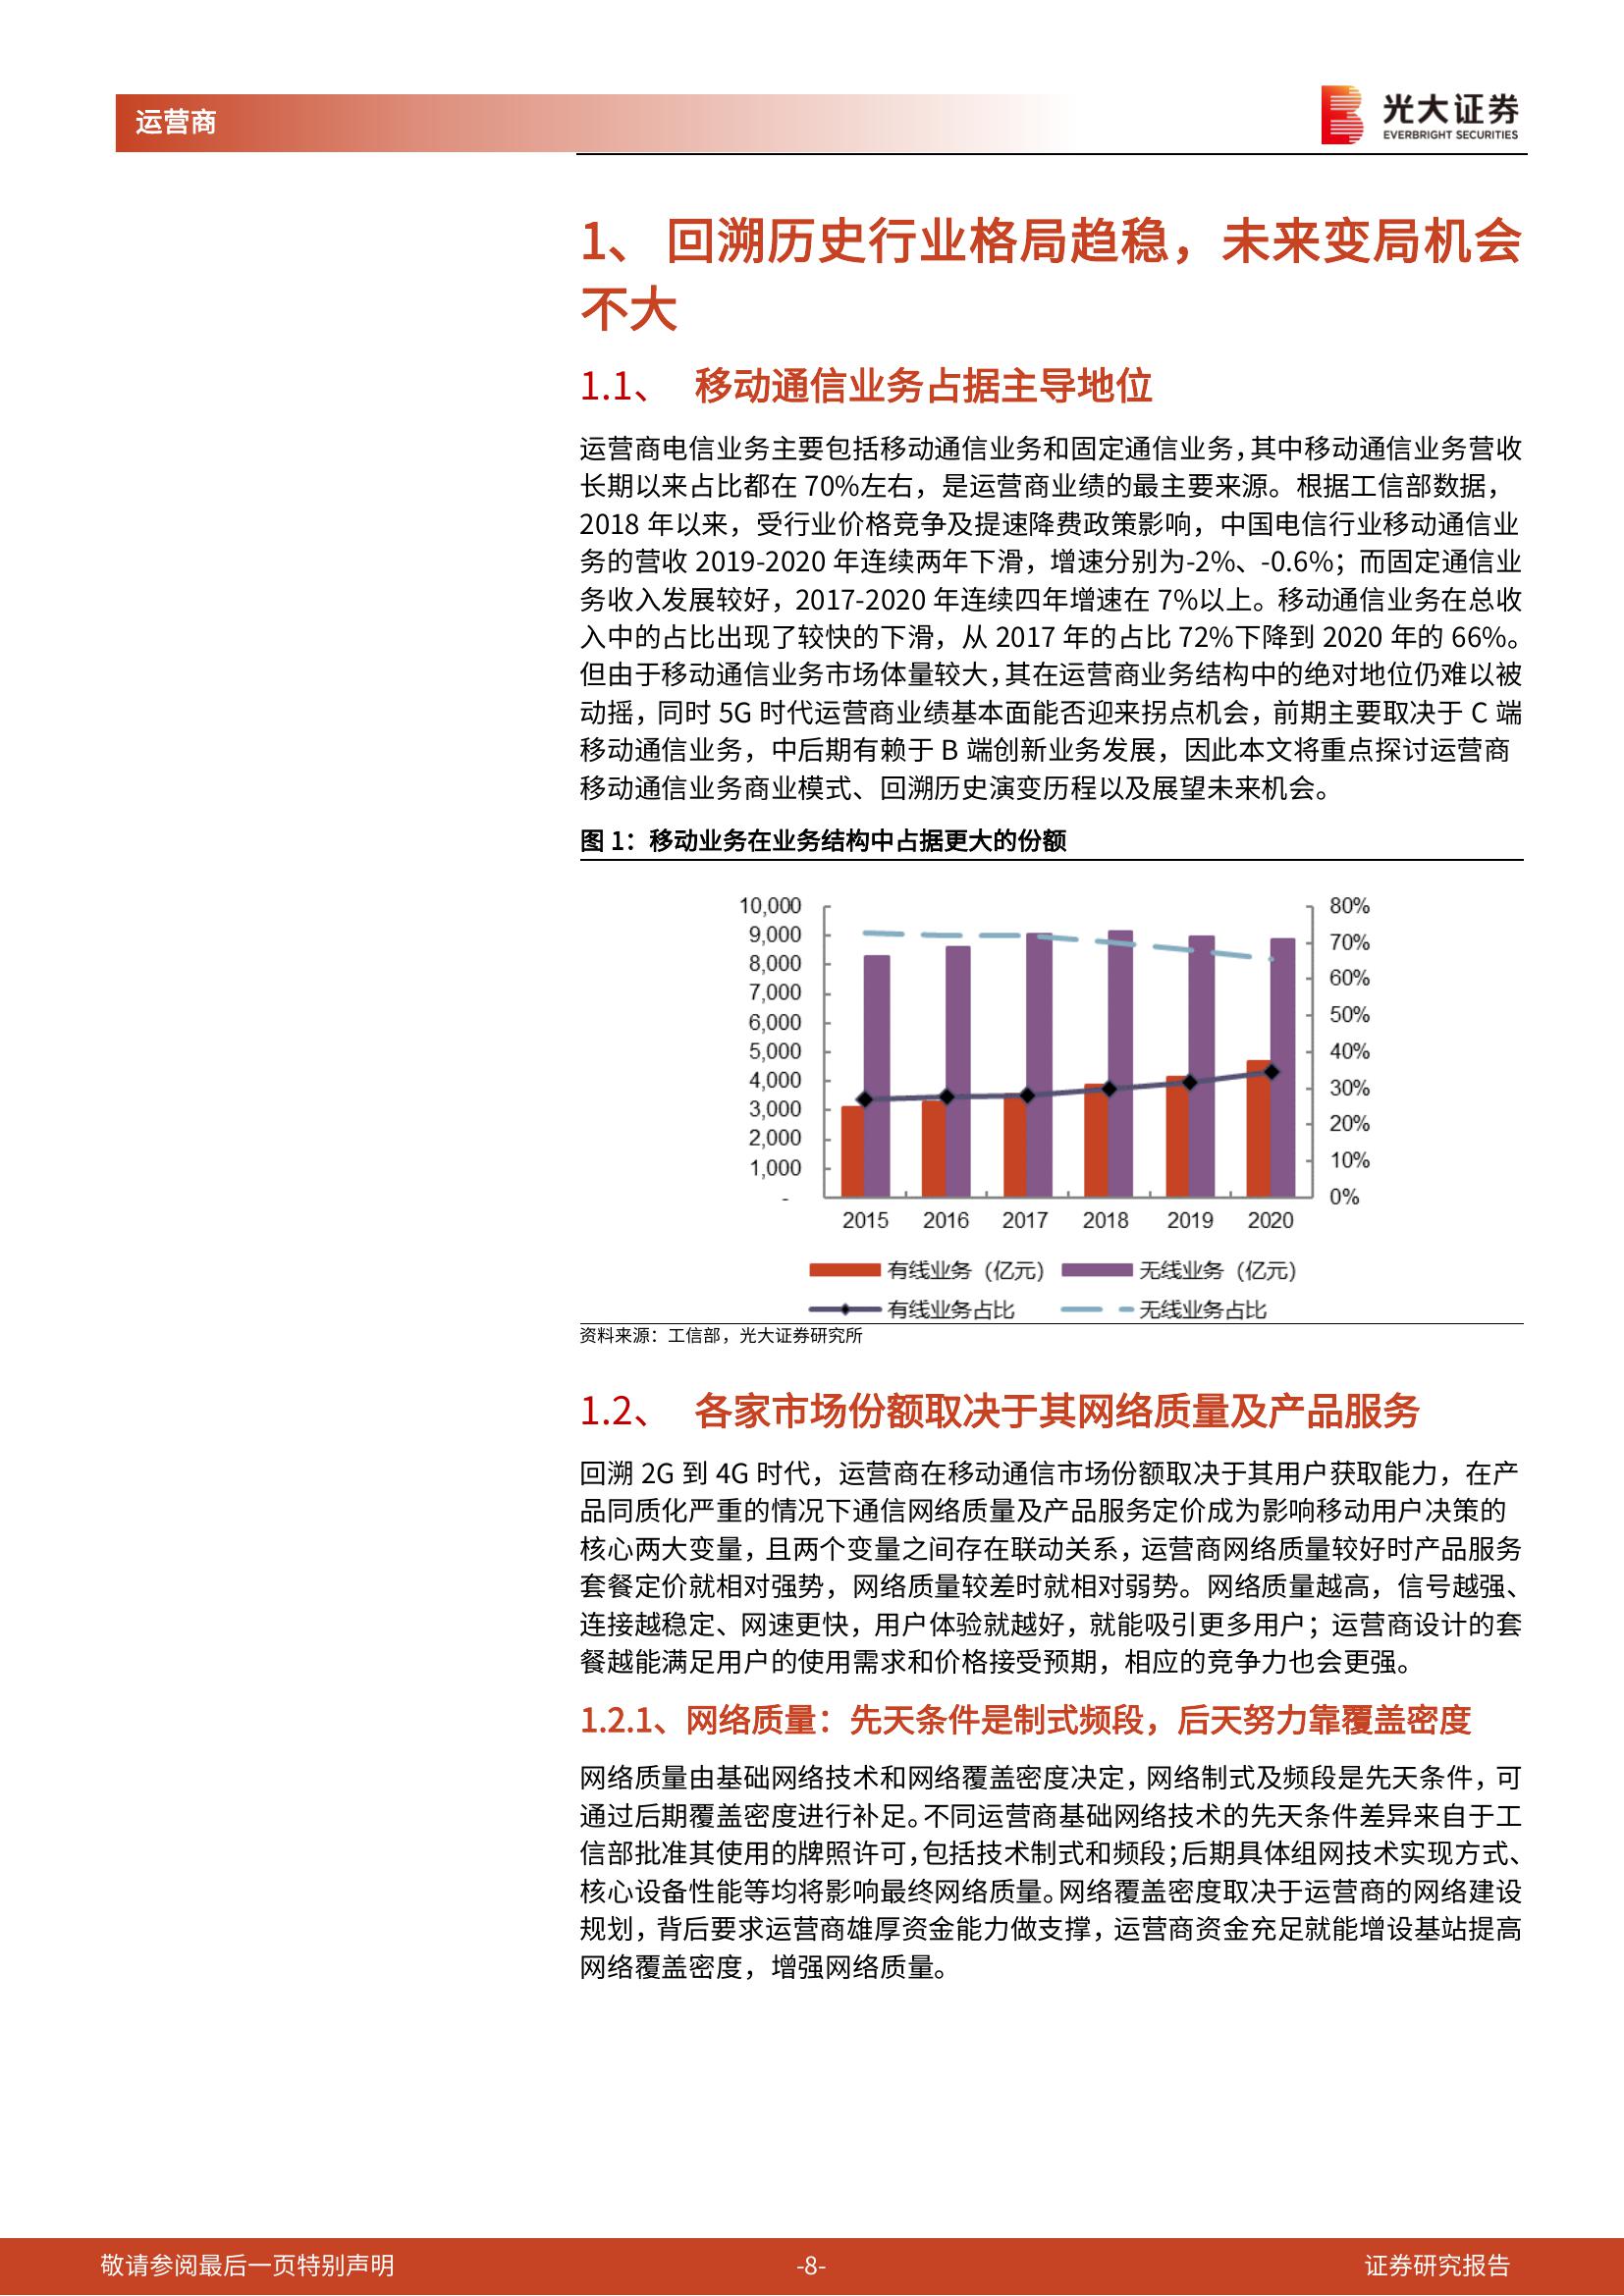 运营商
光大证券
EVERBRIGHT SECURITIES
1、 回溯历史行业格局趋稳，未来变局机会
不大
1.1、 移动通信业务占据主导地位
运营商电信业务主要包括移动通信业务和固定通信业务，其中移动通信业务营收
长期以来占比都在 70%左右，是运营商业绩的最主要来源。根据工信部数据，
2018 年以来，受行业价格竞争及提速降费政策影响，中国电信行业移动通信业
务的营收 2019-2020 年连续两年下滑，增速分别为-2%、-0.6%；而固定通信业
务收入发展较好，2017-2020 年连续四年增速在 7%以上。移动通信业务在总收
入中的占比出现了较快的下滑，从 2017 年的占比 72%下降到 2020 年的 66%。
但由于移动通信业务市场体量较大，其在运营商业务结构中的绝对地位仍难以被
动摇，同时 5G 时代运营商业绩基本面能否迎来拐点机会，前期主要取决于 C 端
移动通信业务，中后期有赖于 B 端创新业务发展，因此本文将重点探讨运营商
移动通信业务商业模式、回溯历史演变历程以及展望未来机会。
图 1：移动业务在业务结构中占据更大的份额
10,000
9,000
8,000
7,000
6,000
5,000
4,000
3,000
2,000
1,000
-
80%
70%
60%
50%
40%
30%
20%
10%
0%
2015 2016 2017 2018 2019 2020
有线业务（亿元） 无线业务（亿元）
有线业务占比 无线业务占比
资料来源：工信部，光大证券研究所
1.2、 各家市场份额取决于其网络质量及产品服务
回溯 2G 到 4G 时代，运营商在移动通信市场份额取决于其用户获取能力，在产
品同质化严重的情况下通信网络质量及产品服务定价成为影响移动用户决策的
核心两大变量，且两个变量之间存在联动关系，运营商网络质量较好时产品服务
套餐定价就相对强势，网络质量较差时就相对弱势。网络质量越高，信号越强、
连接越稳定、网速更快，用户体验就越好，就能吸引更多用户；运营商设计的套
餐越能满足用户的使用需求和价格接受预期，相应的竞争力也会更强。
1.2.1、网络质量：先天条件是制式频段，后天努力靠覆盖密度
网络质量由基础网络技术和网络覆盖密度决定，网络制式及频段是先天条件，可
通过后期覆盖密度进行补足。不同运营商基础网络技术的先天条件差异来自于工
信部批准其使用的牌照许可，包括技术制式和频段；后期具体组网技术实现方式、
核心设备性能等均将影响最终网络质量。网络覆盖密度取决于运营商的网络建设
规划，背后要求运营商雄厚资金能力做支撑，运营商资金充足就能增设基站提高
网络覆盖密度，增强网络质量。
敬请参阅最后一页特别声明 -8- 证券研究报告